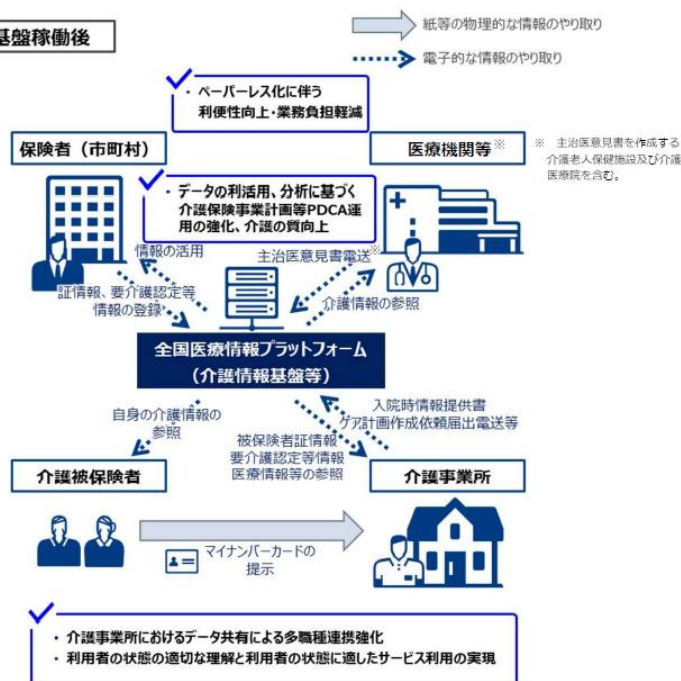 基盤稼働後
紙等の物理的な情報のやり取り
電子的な情報のやり取り
・ ペーパーレス化に伴う
利便性向上・業務負担軽減
保険者（市町村）
医療機関等※
※ 主治医意見書を作成する
介護老人保健施設及び介護
医療院を含む。
・ データの利活用、分析に基づく
介護保険事業計画等PDCA運
用の強化、介護の質向上
情報の活用
主治医意見書電送※
証情報、要介護認定等
情報の登録
介護情報の参照
全国医療情報プラットフォーム
（介護情報基盤等）
自身の介護情報の
参照
入院時情報提供書
ケア計画作成依頼届出電送等
被保険者証情報
要介護認定等情報
医療情報等の参照
介護被保険者
介護事業所
マイナンバーカードの
提示
・ 介護事業所におけるデータ共有による多職種連携強化
・ 利用者の状態の適切な理解と利用者の状態に適したサービス利用の実現